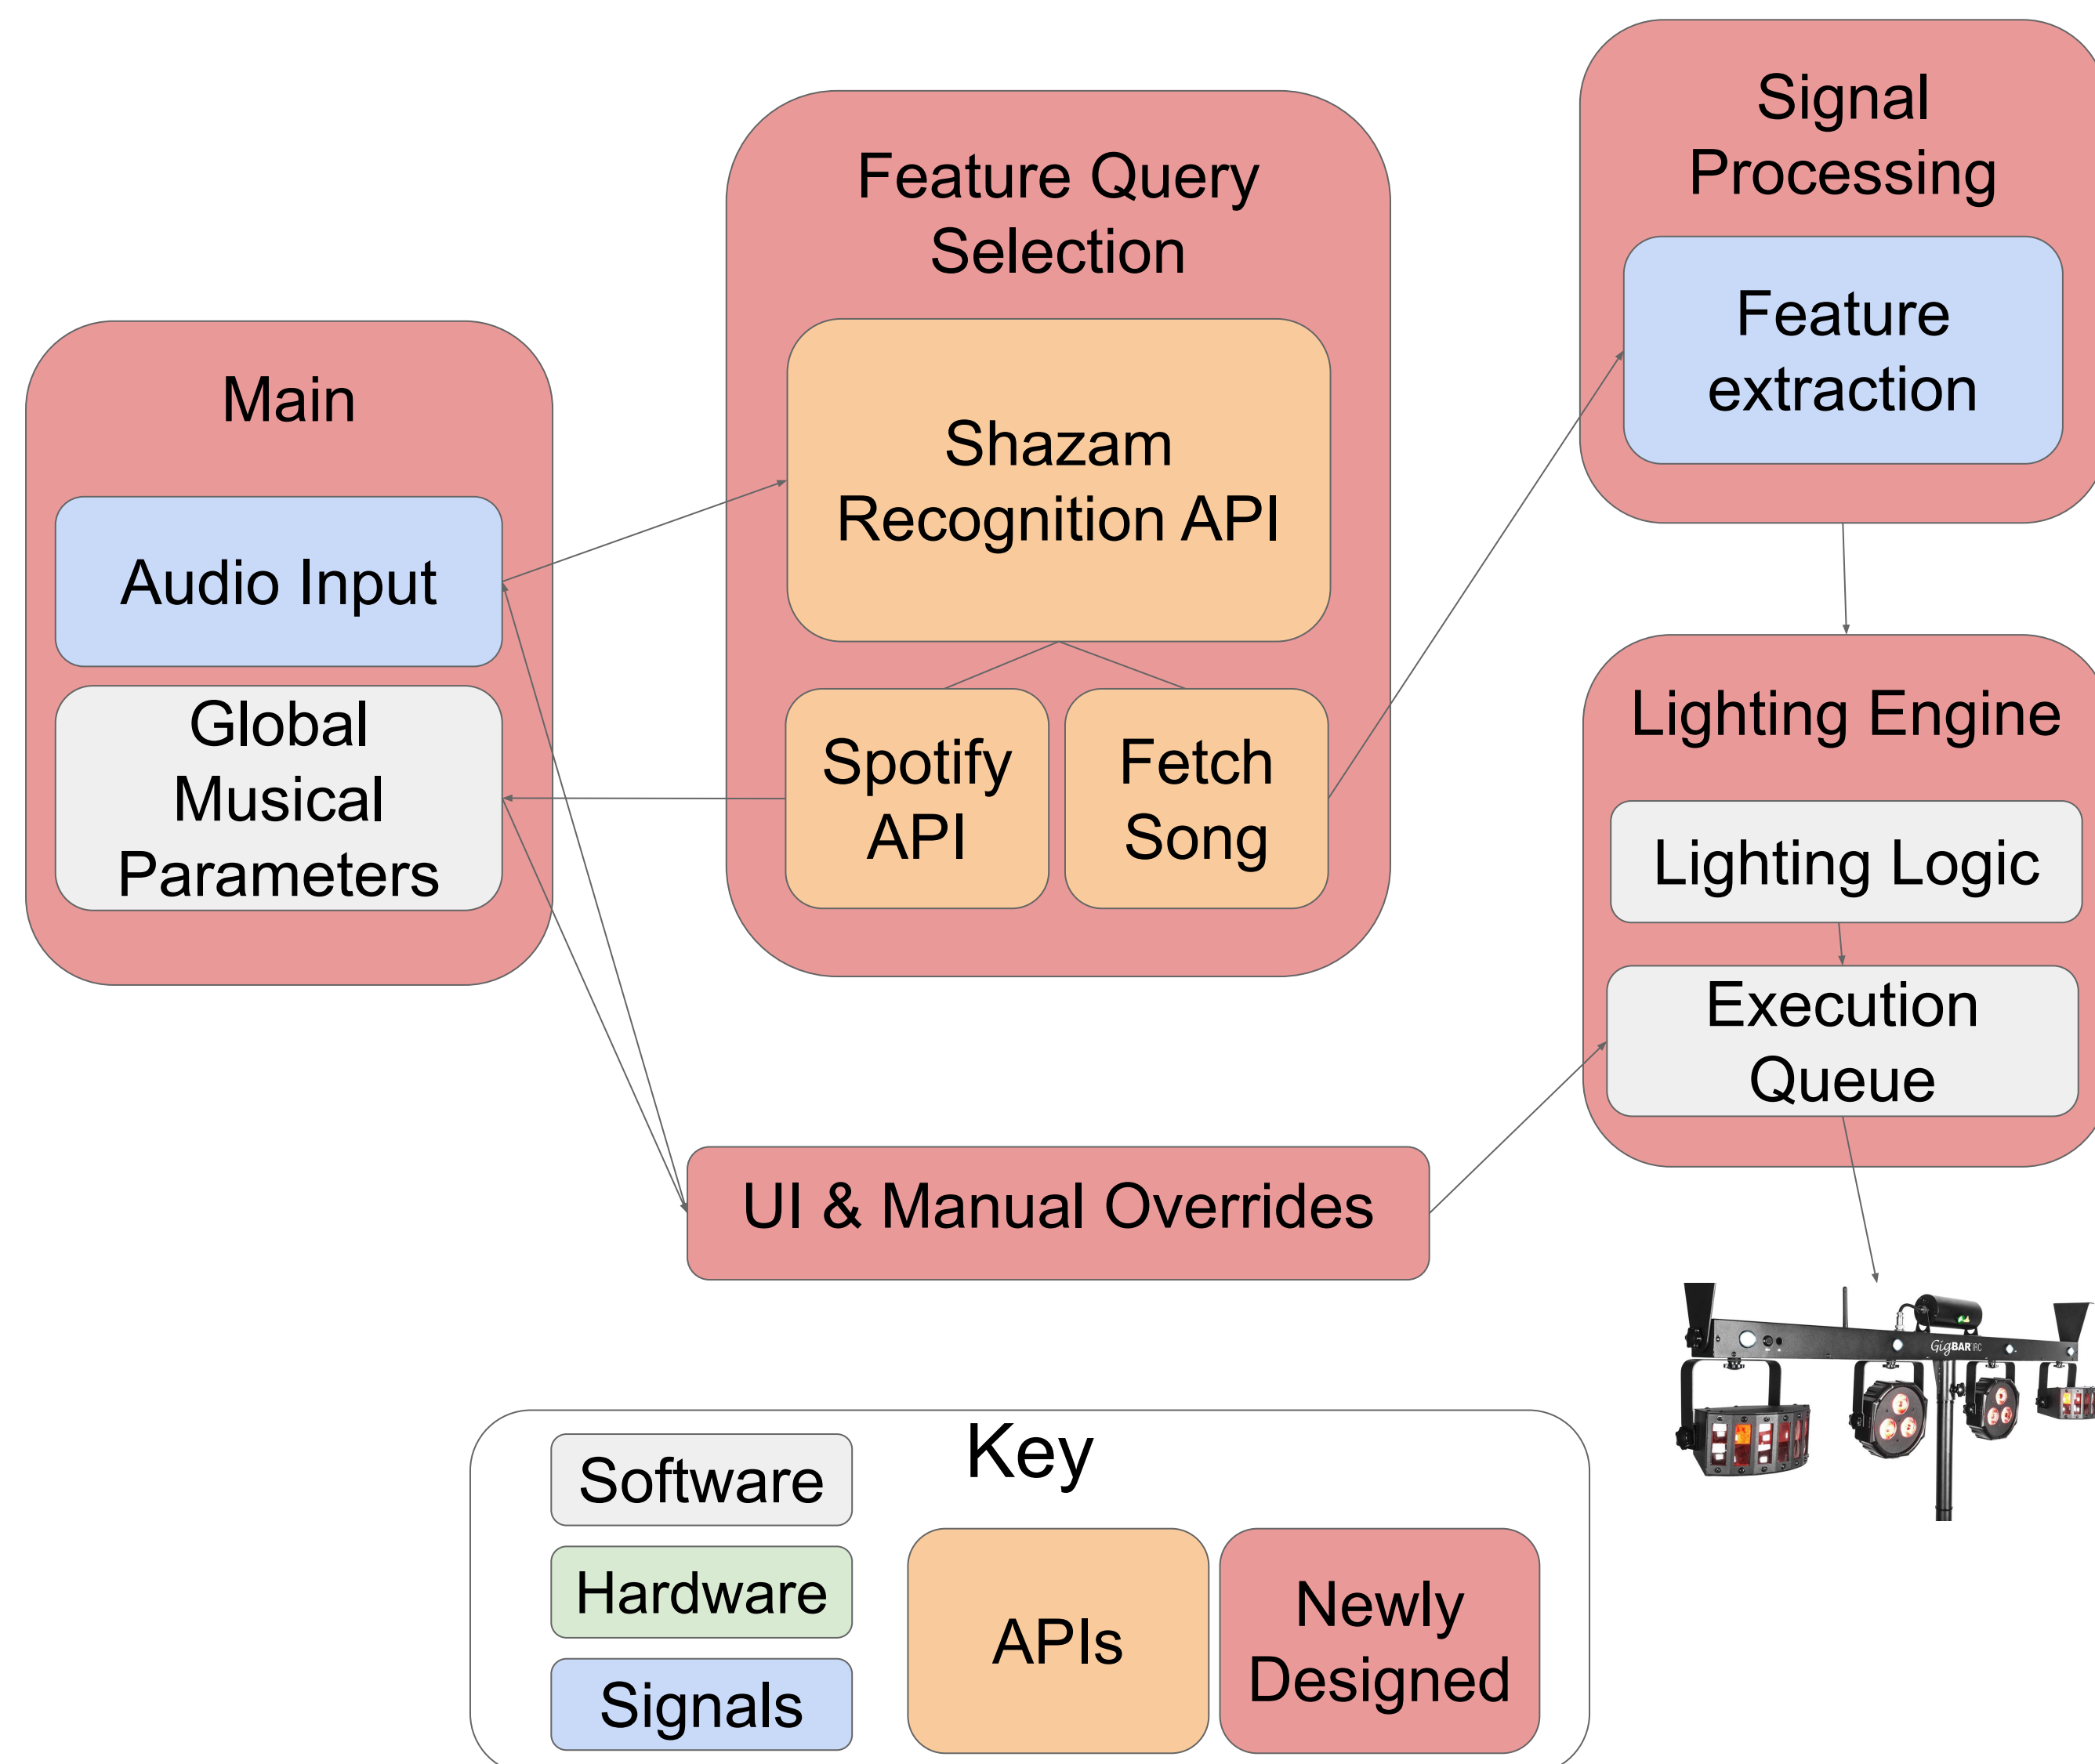 Main
Audio Input
Global
Musical
Parameters
Feature Query
Selection
Shazam
Recognition API
Spotify
API
Fetch
Song
Signal
Processing
Feature
extraction
Lighting Engine
Lighting Logic
Execution
Queue
UI & Manual Overrides
GigBAR IRC
Key
Software
Hardware
Signals
APIs
Newly
Designed